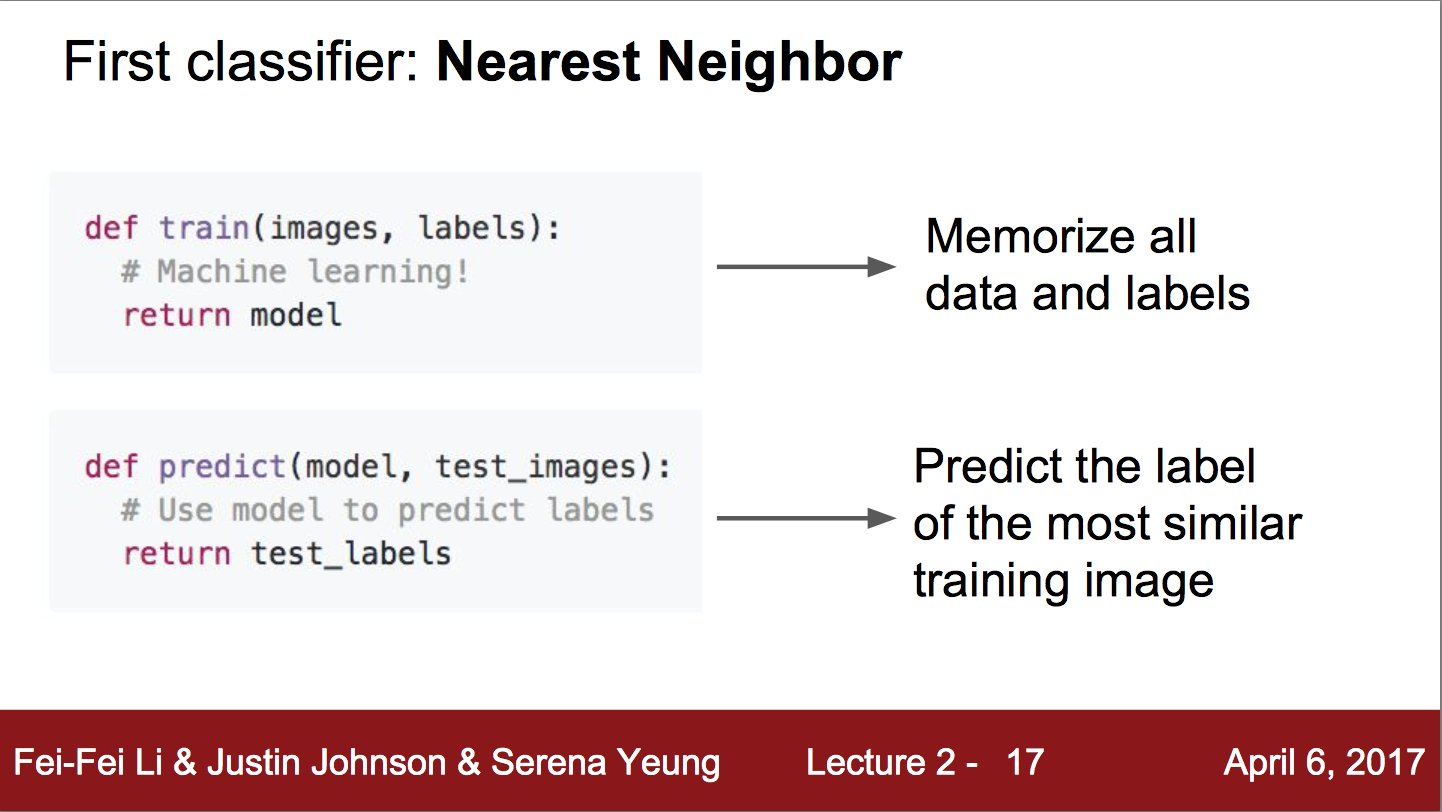 First classifier: Nearest Neighbor
def train(images, labels):
# Machine learning!
return model
Memorize all
data and labels
def predict(model, test_images):
# Use model to predict labels
return test_labels
Predict the label
of the most similar
training image
Fei-Fei Li & Justin Johnson & Serena Yeung Lecture 2 - 17 April 6, 2017